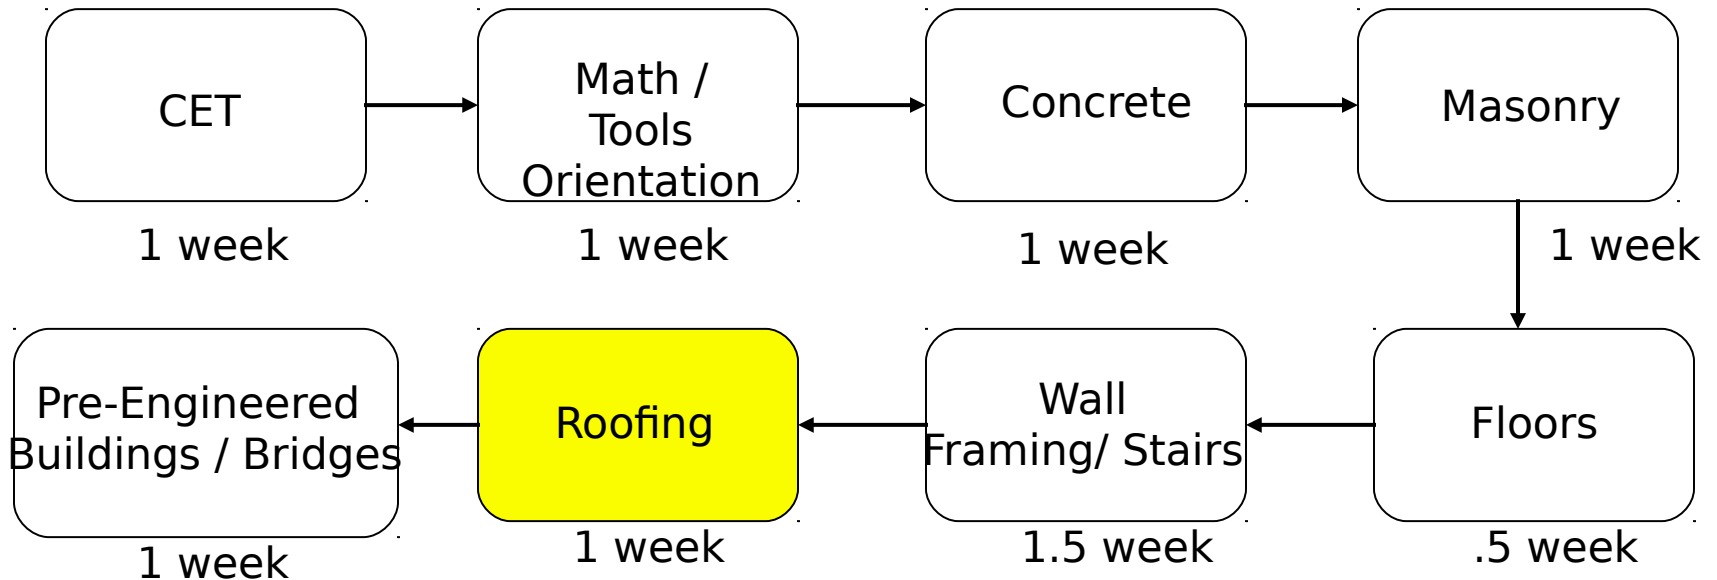 CET
1 week
Math /
Tools
Orientation
1 week
Concrete
1 week
Masonry
1 week
Floors
.5 week
Wall
Framing/ Stairs
1.5 week
Roofing
1 week
Pre-Engineered
Buildings / Bridges
1 week